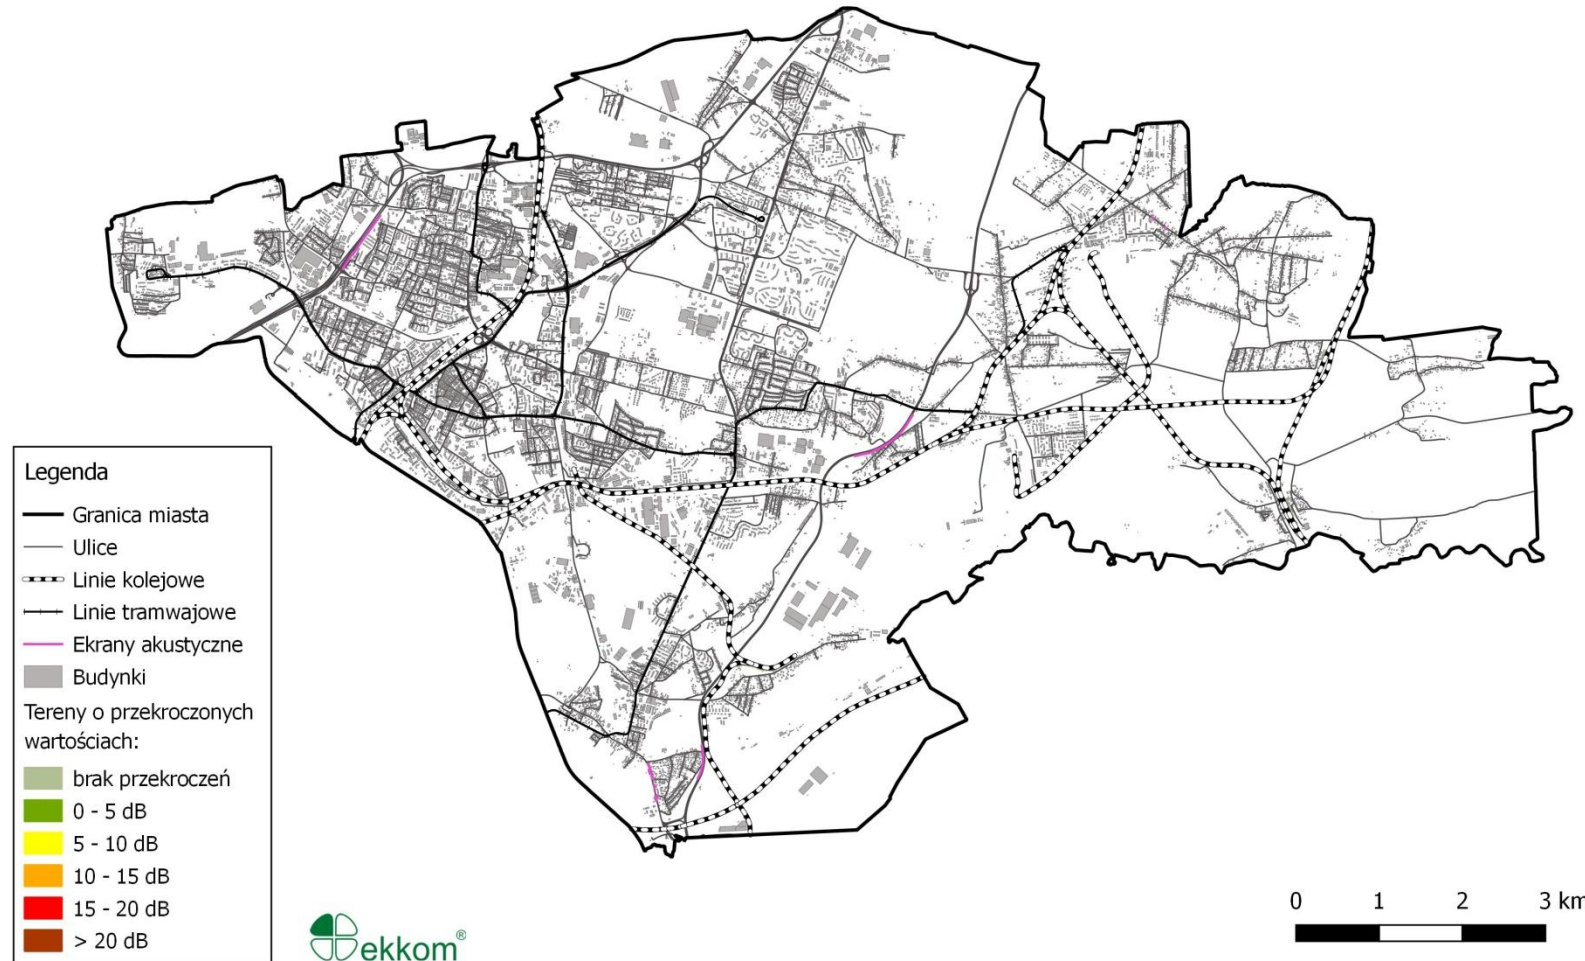 Legenda
Granica miasta
Ulice
Linie kolejowe
Linie tramwajowe
Ekrany akustyczne
Budynki
Tereny o przekroczonych
wartościach:
brak przekroczeń
0 - 5 dB
5 - 10 dB
10 - 15 dB
15 - 20 dB
> 20 dB
ekkom®
0 1 2 3 km